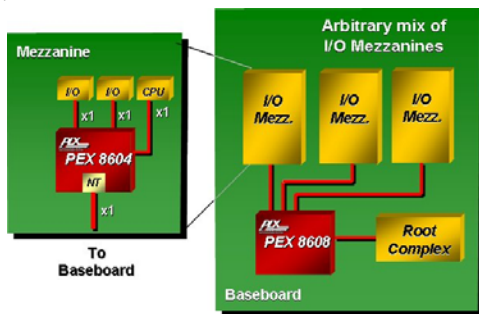 Mezzanine
I/O
I/O
CPU
x1
x1
x1
PLX
PEX 8604
NT
x1
To
Baseboard
Arbitrary mix of
I/O Mezzanines
I/O
Mezz.
I/O
Mezz.
I/O
Mezz.
PLX
PEX 8608
Root
Complex
Baseboard